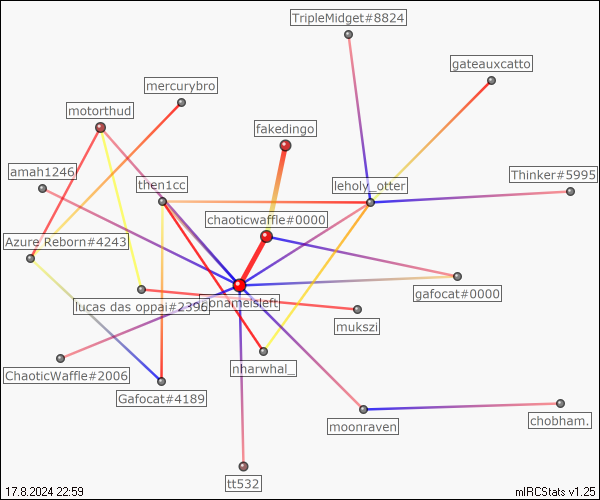 TripleMidget#8824
gateauxcatto
mercurybro
motorthud
fakedingo
amah1246
then1cc
leholy_otter
Thinker#5995
chaoticwaffle#0000
Azure Reborn#4243
gafocat#0000
lucas das oppai#2396
onameisleft
mukszi
nharwhal_
ChaoticWaffle#2006
Gafocat#4189
moonraven
chobham.
tt532
17.8.2024 22:59
mIRCStats v1.25